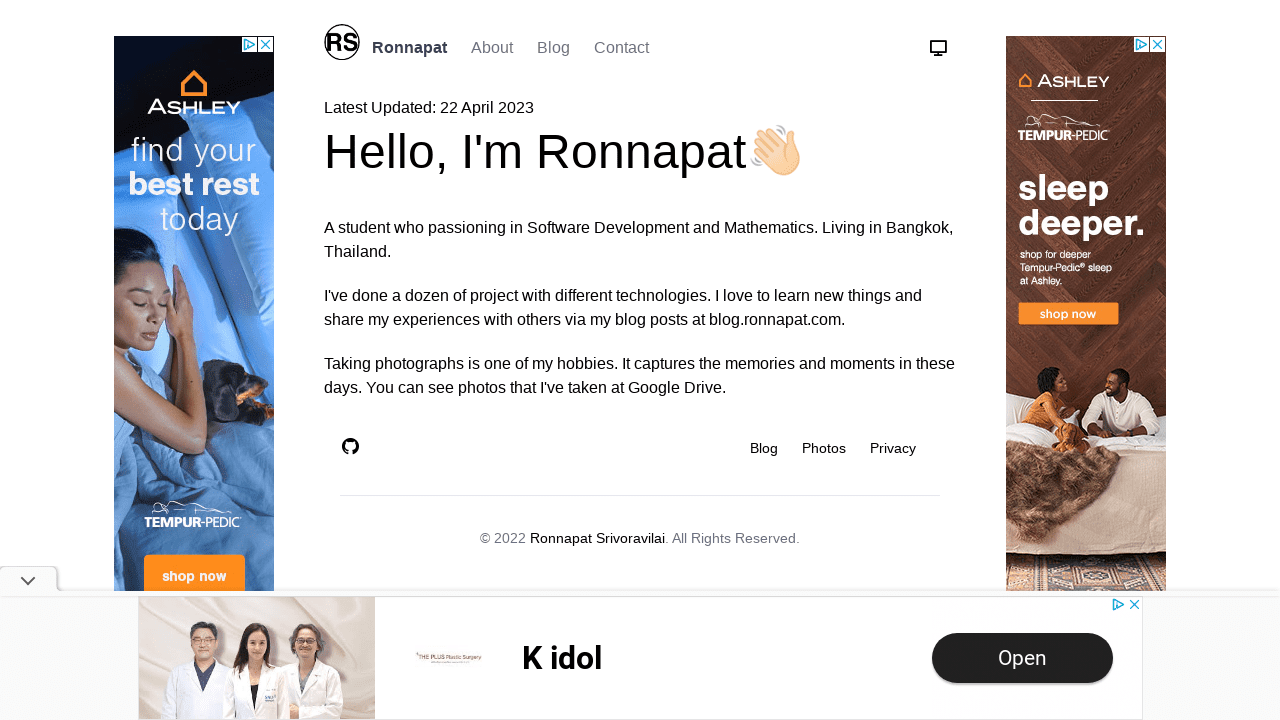 RS
Ronnapat
About
Blog
Contact
Latest Updated: 22 April 2023
Hello, I'm Ronnapat👋
A student who passioning in Software Development and Mathematics. Living in Bangkok,
Thailand.
I've done a dozen of project with different technologies. I love to learn new things and
share my experiences with others via my blog posts at blog.ronnapat.com.
Taking photographs is one of my hobbies. It captures the memories and moments in these
days. You can see photos that I've taken at Google Drive.
Blog
Photos
Privacy
© 2022 Ronnapat Srivoravilai. All Rights Reserved.
ASHLEY
find your
best rest
today
TEMPUR-PEDIC
shop now
ASHLEY
TEMPUR-PEDIC
sleep
deeper.
shop for deeper
Tempur-Pedic® sleep
at Ashley.
shop now
THE PLUS Plastic Surgery
K idol
Open